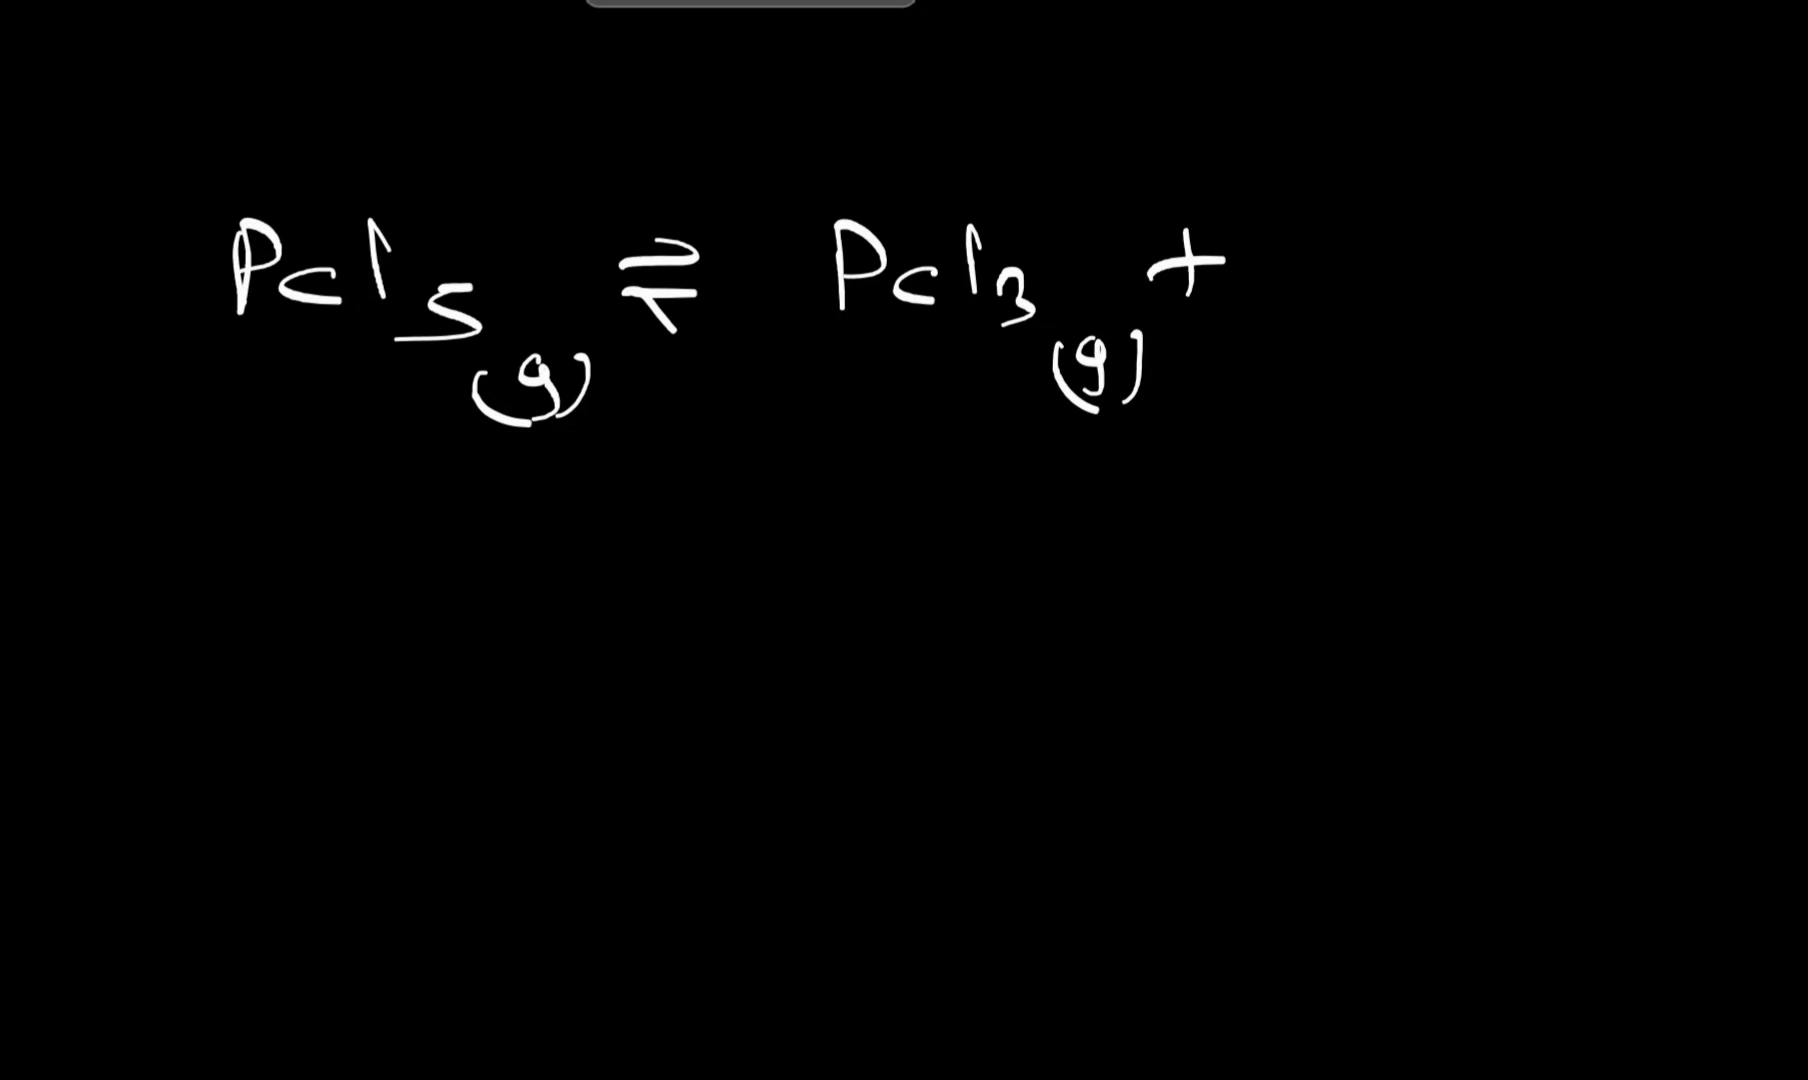 Pcl5(g) ⇌ Pcl3(g) +